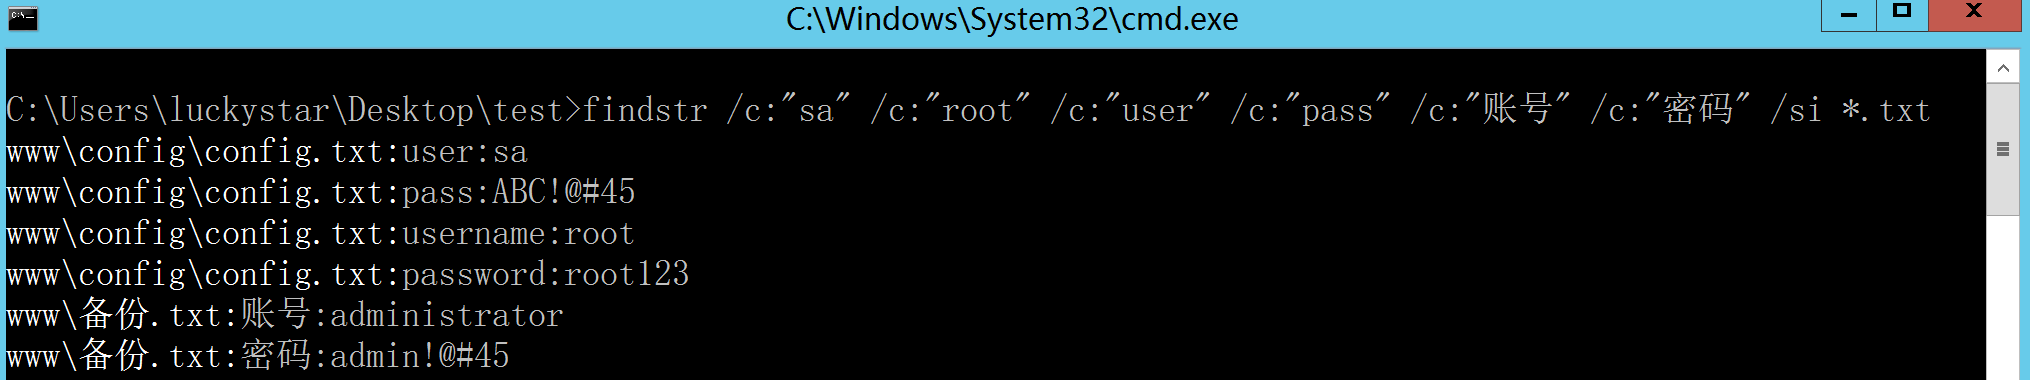 C:\Windows\System32\cmd.exe
C:\Users\luckystar\Desktop\test>findstr /c:"sa" /c:"root" /c:"user" /c:"pass" /c:"账号" /c:"密码" /si *.txt
www\config\config.txt:user:sa
www\config\config.txt:pass:ABC!@#45
www\config\config.txt:username:root
www\config\config.txt:password:root123
www\备份.txt:账号:administrator
www\备份.txt:密码:admin!@#45